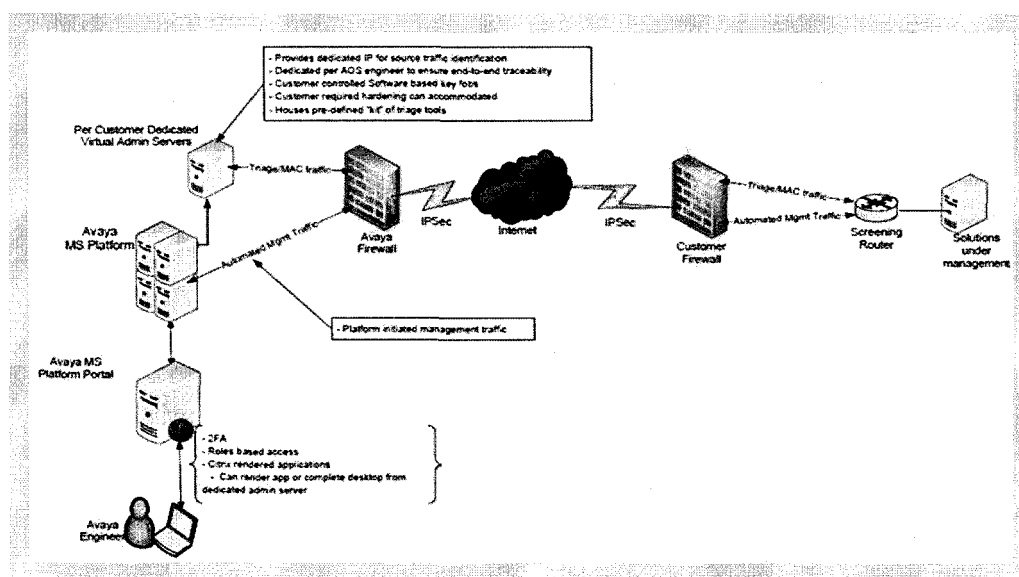 - Provides dedicated IP for source traffic identification
- Dedicated per AOS engineer to ensure end-to-end traceability
- Customer controlled Software based key fobs
- Customer required hardening can accommodated
- Houses pre-defined "kit" of triage tools
Per Customer Dedicated
Virtual Admin Servers
Triage/MAC traffic
Avaya
Firewall
IPSec
Internet
IPSec
Customer
Firewall
Triage/MAC traffic
Automated Mgmt Traffic
Screening
Router
Solutions
under
management
Avaya
MS Platform
Automated Mgmt Traffic
- Platform initiated management traffic
Avaya MS
Platform Portal
- 2FA
- Roles based access
- Citrix rendered applications
- Can render app or complete desktop from
dedicated admin server
Avaya
Engineer